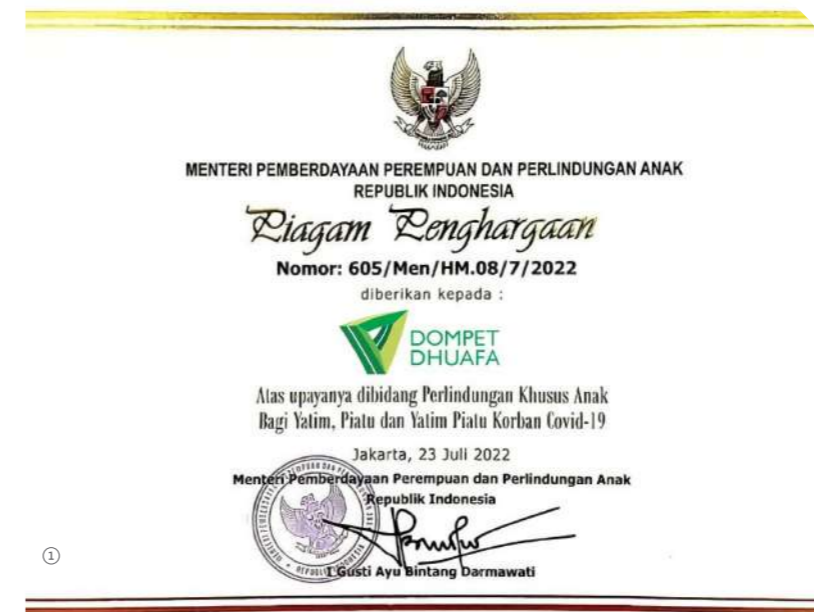 MENTERI PEMBERDAYAAN PEREMPUAN DAN PERLINDUNGAN ANAK
REPUBLIK INDONESIA
Piagam Penghargaan
Nomor: 605/Men/HM.08/7/2022
diberikan kepada :
DOMPET
DHUAFA
Atas upayanya dibidang Perlindungan Khusus Anak
Bagi Yatim, Piatu dan Yatim Piatu Korban Covid-19
Jakarta, 23 Juli 2022
Menteri Pemberdayaan Perempuan dan Perlindungan Anak
Republik Indonesia
I Gusti Ayu Bintang Darmawati
①